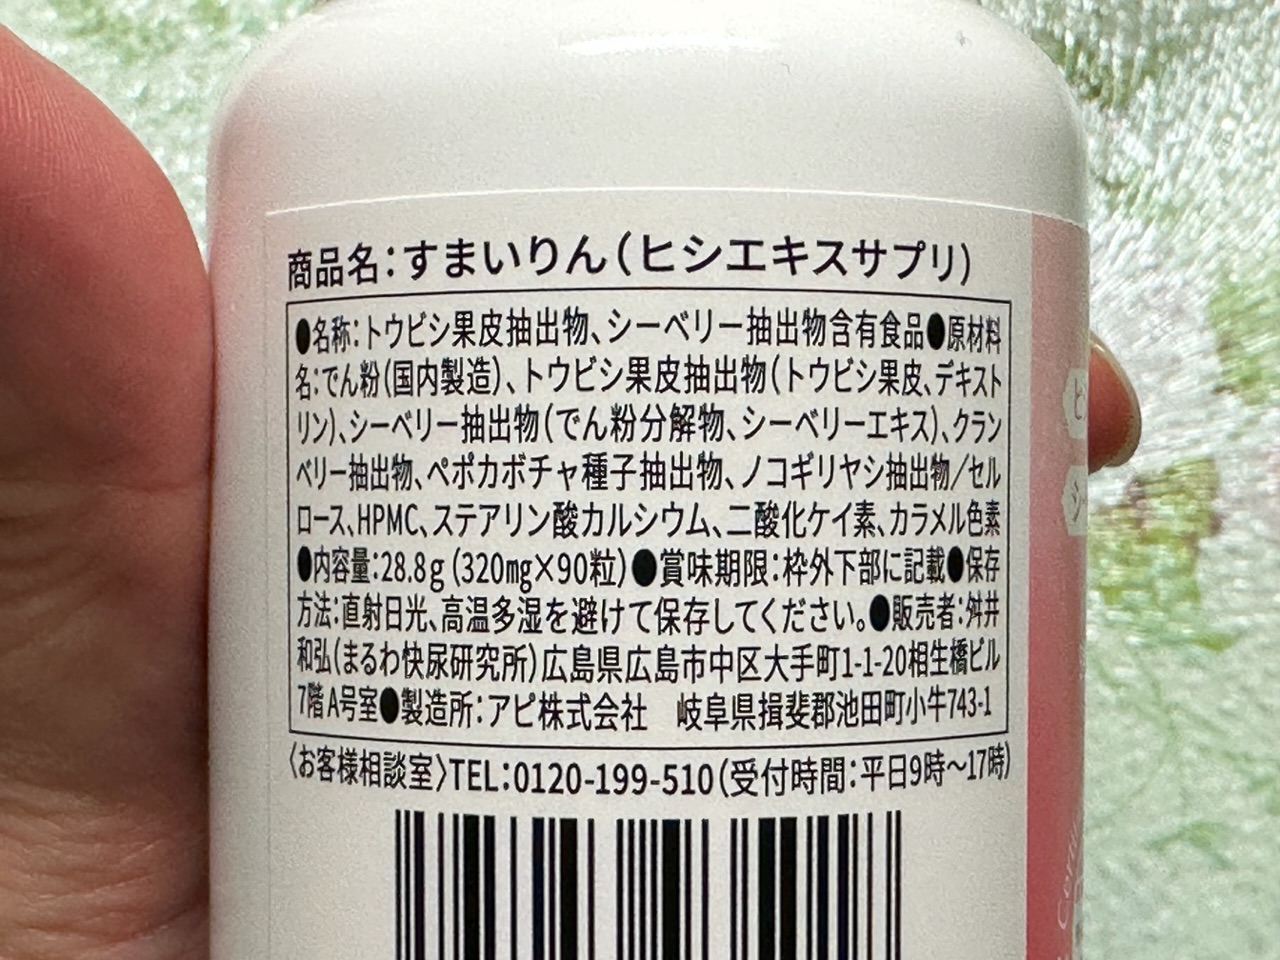 商品名：すまいりん（ヒシエキスサプリ）
●名称：トウビシ果皮抽出物、シーベリー抽出物含有食品●原材料
名：でん粉（国内製造）、トウビシ果皮抽出物（トウビシ果皮、デキスト
リン）、シーベリー抽出物（でん粉分解物、シーベリーエキス）、クラン
ベリー抽出物、ペポカボチャ種子抽出物、ノコギリヤシ抽出物／セル
ロース、HPMC、ステアリン酸カルシウム、二酸化ケイ素、カラメル色素
●内容量：28.8g（320mg×90粒）●賞味期限：枠外下部に記載●保存
方法：直射日光、高温多湿を避けて保存してください。●販売者：舛井
和弘（まるわ快尿研究所）広島県広島市中区大手町1-1-20相生橋ビル
7階A号室●製造所：アピ株式会社　岐阜県揖斐郡池田町小牛743-1
〈お客様相談室〉TEL：0120-199-510（受付時間：平日9時～17時）